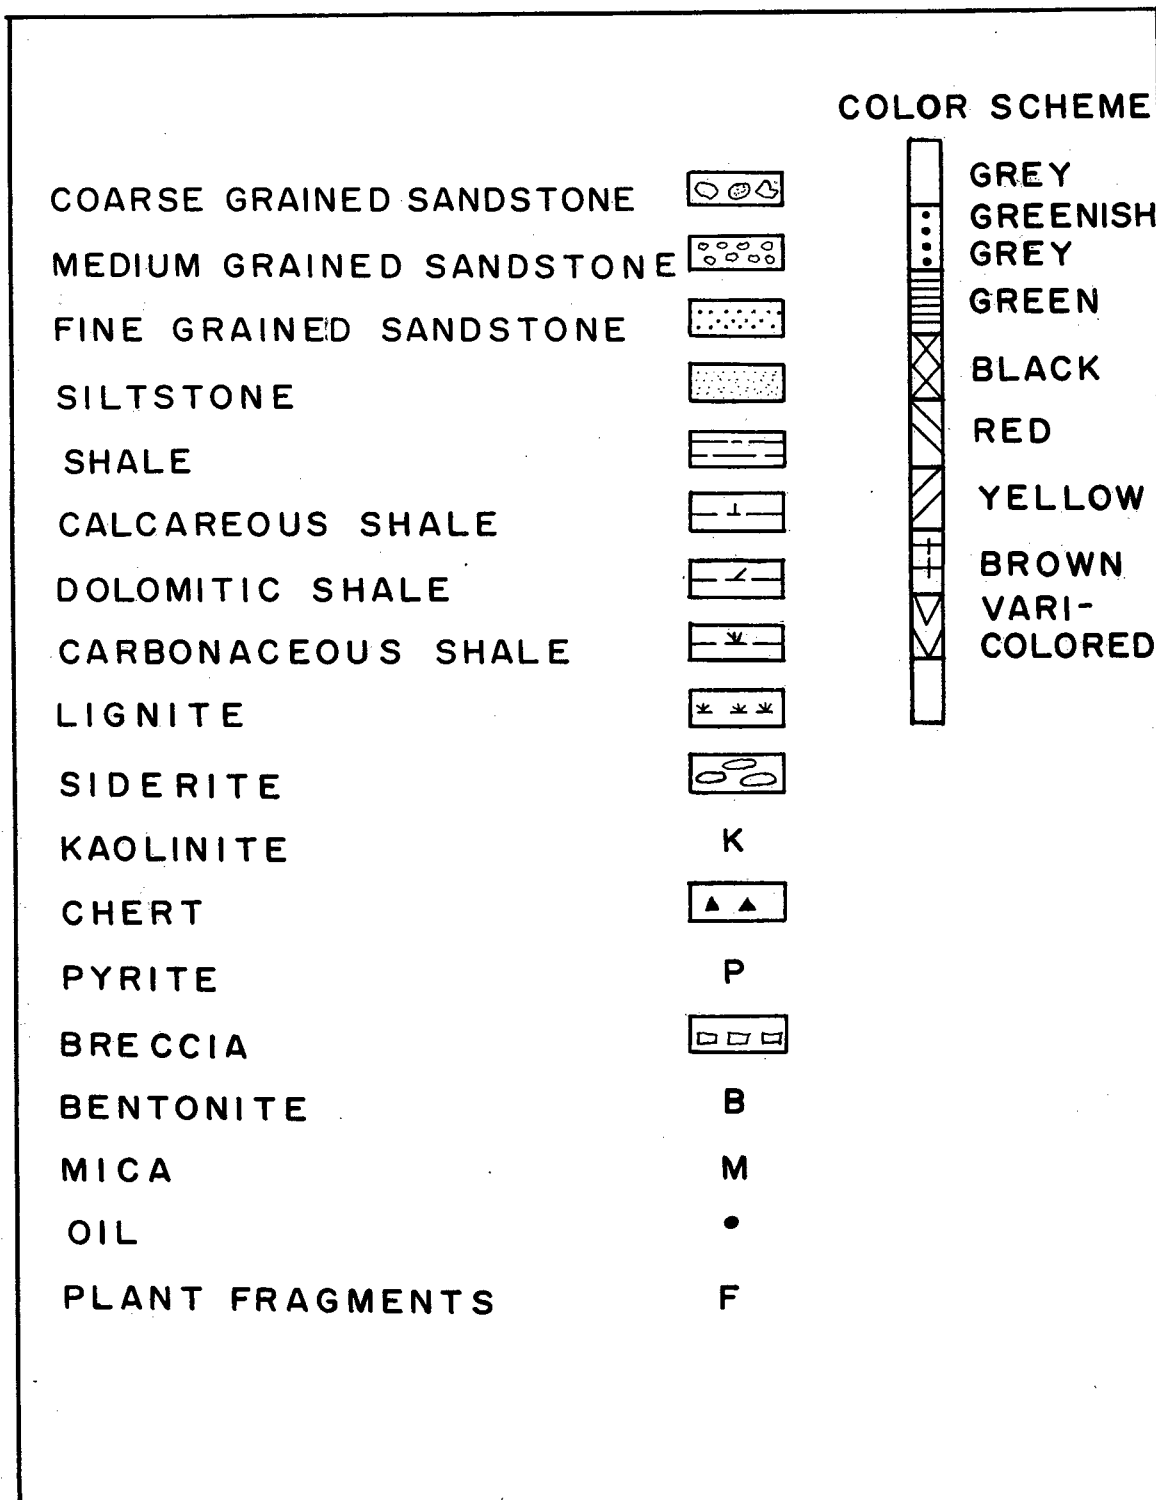 COLOR SCHEME
COARSE GRAINED SANDSTONE
MEDIUM GRAINED SANDSTONE
FINE GRAINED SANDSTONE
SILTSTONE
SHALE
CALCAREOUS SHALE
DOLOMITIC SHALE
CARBONACEOUS SHALE
LIGNITE
SIDERITE
KAOLINITE K
CHERT
PYRITE P
BRECCIA
BENTONITE B
MICA M
OIL
PLANT FRAGMENTS F
GREY
GREENISH
GREY
GREEN
BLACK
RED
YELLOW
BROWN
VARI-
COLORED